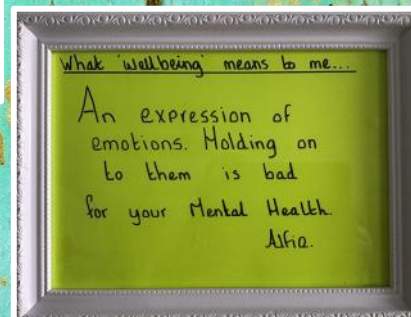 What 'wellbeing' means to me...
An expression of
emotions. Holding on
to them is bad
for your Mental Health.
Alfia.